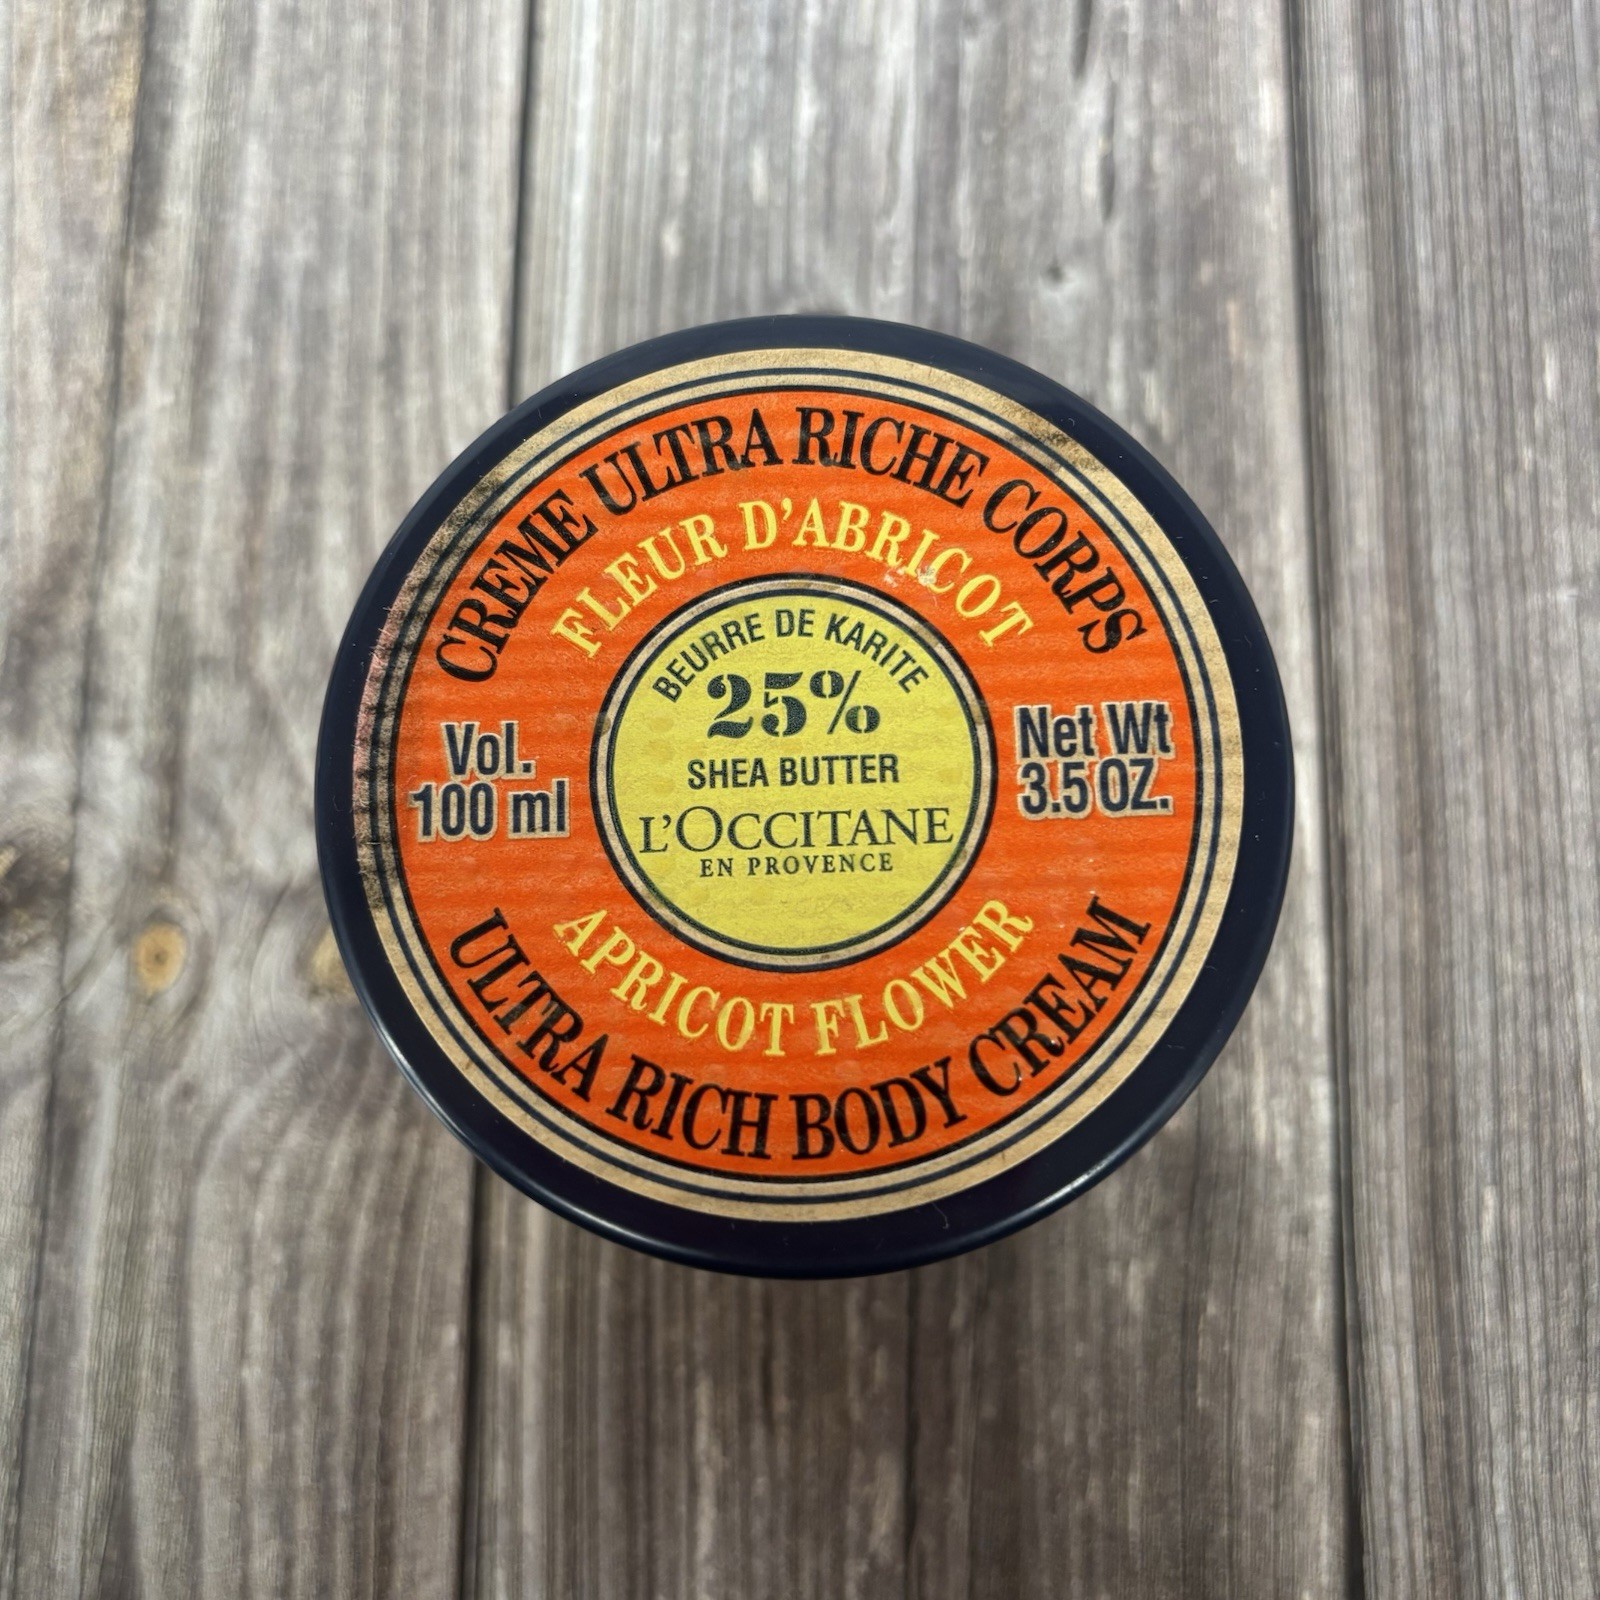 CREME ULTRA RICHE CORPS
FLEUR D'ABRICOT
BEURRE DE KARITE
25%
SHEA BUTTER
L'OCCITANE
EN PROVENCE
Vol.
100 ml
Net Wt
3.5 OZ.
APRICOT FLOWER
ULTRA RICH BODY CREAM